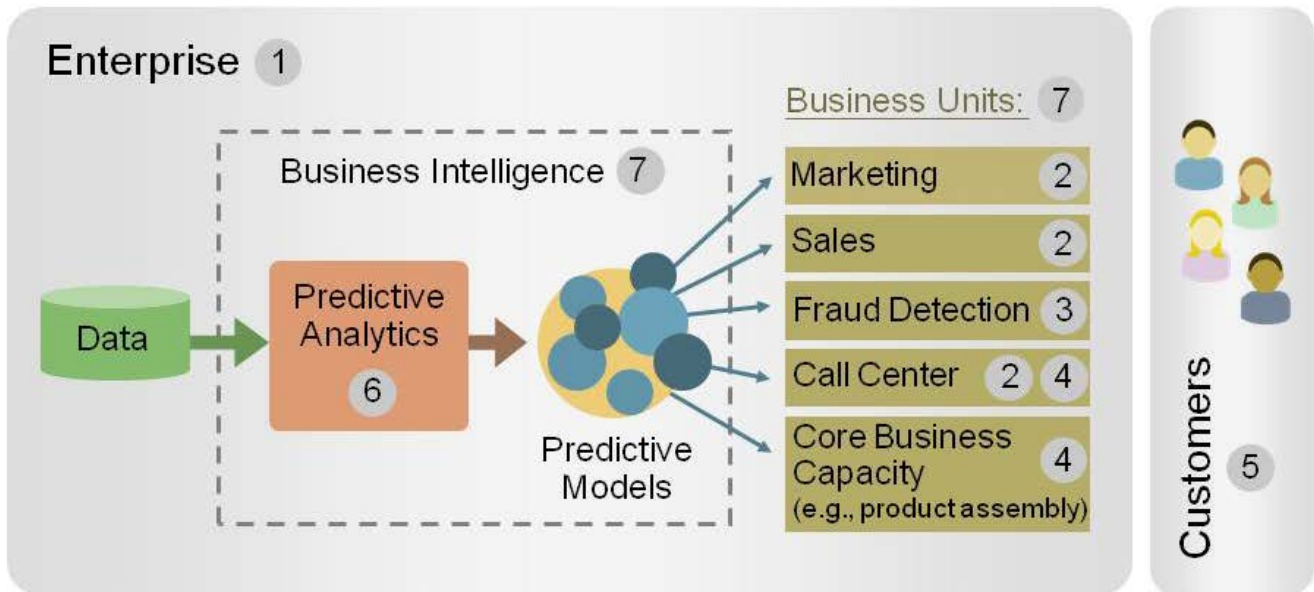 Enterprise 1
Business Units: 7
Business Intelligence 7
Data
Predictive
Analytics
6
Predictive
Models
Marketing 2
Sales 2
Fraud Detection 3
Call Center 2 4
Core Business
Capacity 4
(e.g., product assembly)
Customers 5